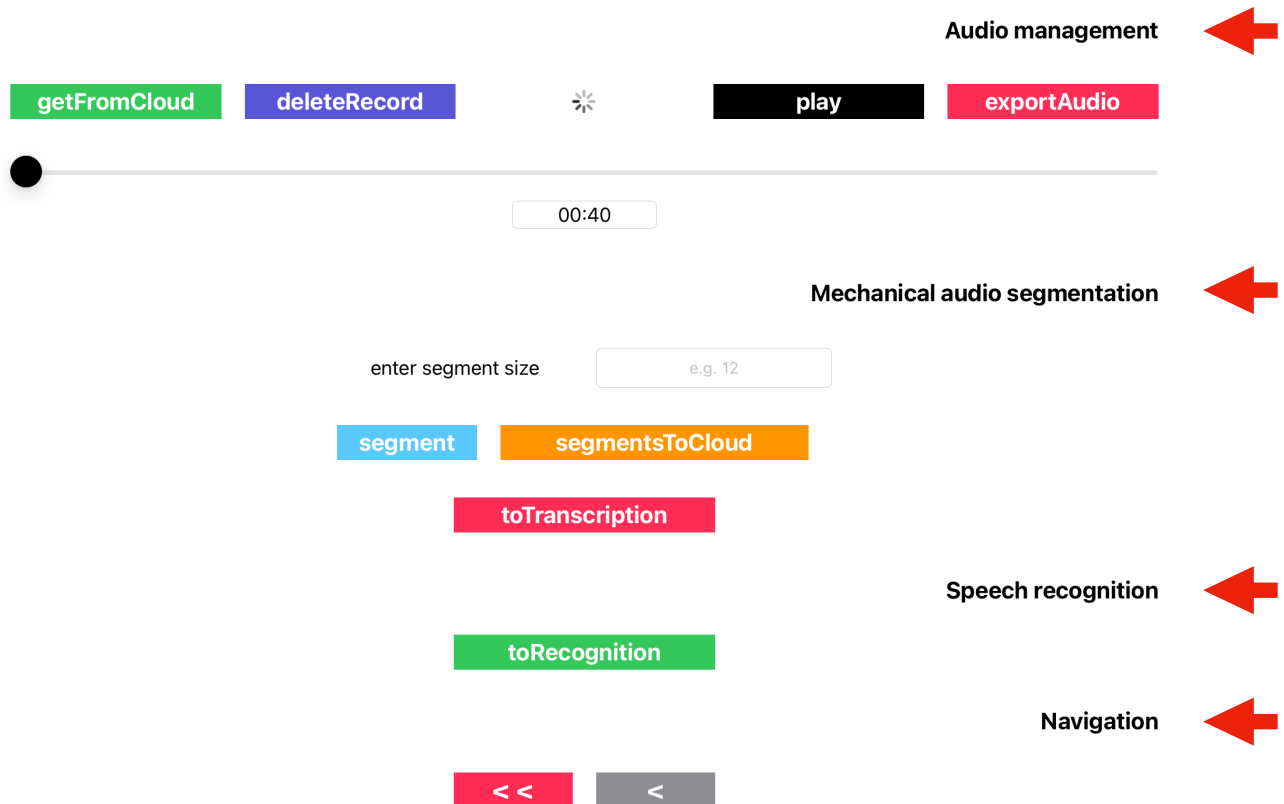 Audio management
getFromCloud deleteRecord play exportAudio
00:40
Mechanical audio segmentation
enter segment size e.g. 12
segment segmentsToCloud
toTranscription
Speech recognition
toRecognition
Navigation
< < <